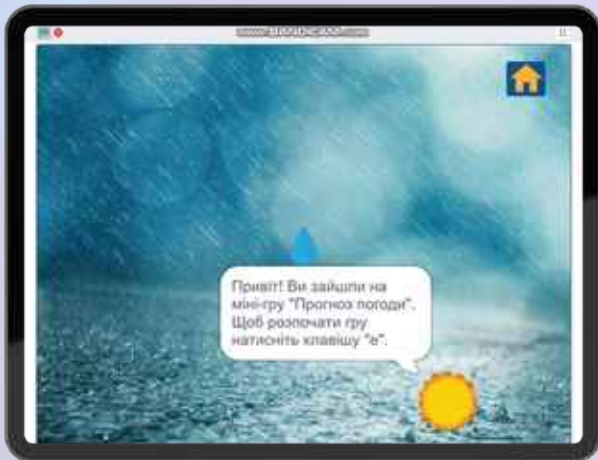 Привіт! Ви зайшли на
міні-гру "Прогноз погоди".
Щоб розпочати гру
натисніть клавішу "е".